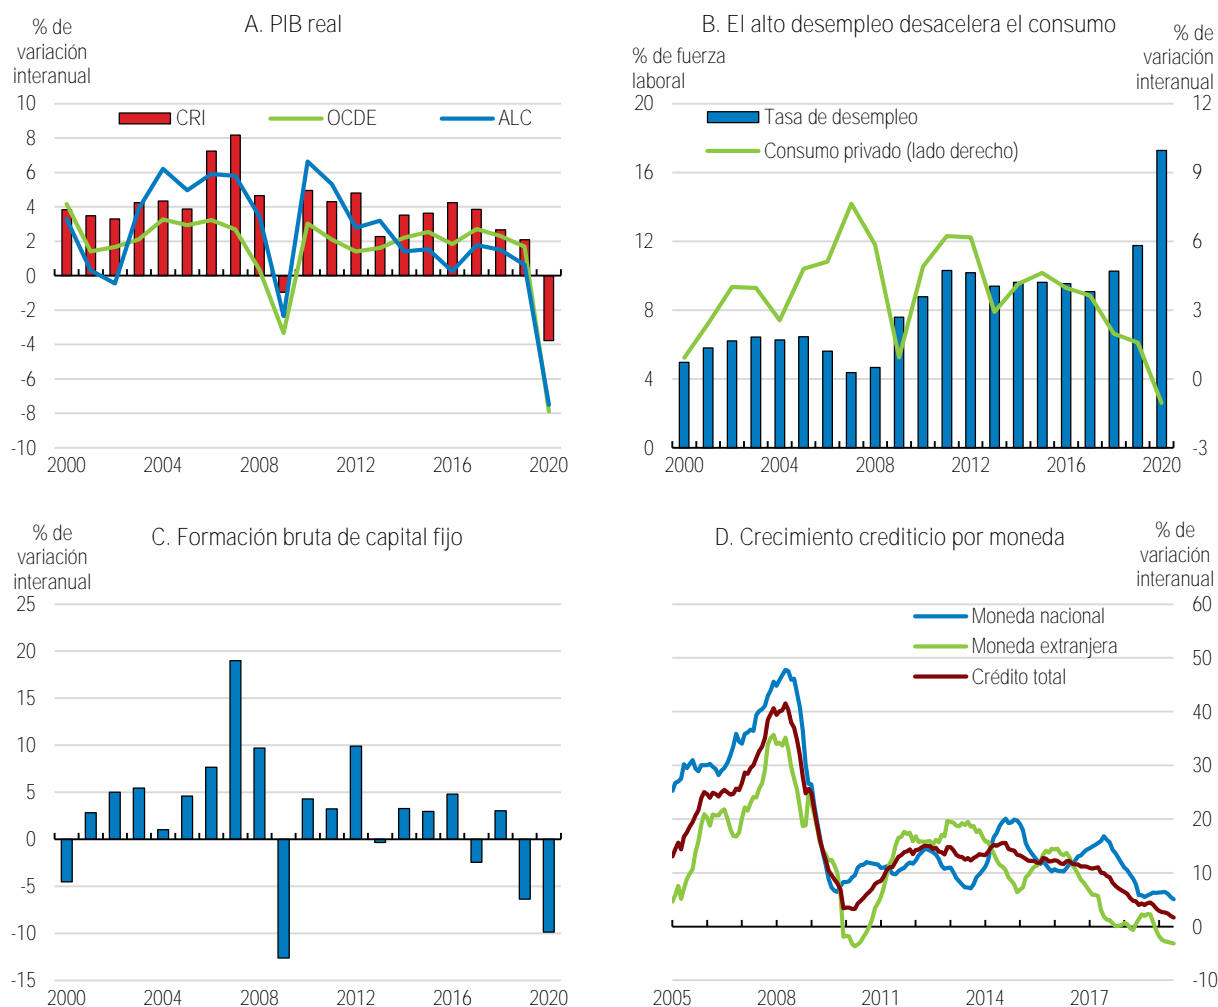 A. PIB real
% de
variación
interanual
CRI OCDE ALC
10
8
6
4
2
0
-2
-4
-6
-8
-10
2000 2004 2008 2012 2016 2020
B. El alto desempleo desacelera el consumo
% de fuerza
laboral
% de
variación
interanual
Tasa de desempleo
Consumo privado (lado derecho)
20
16
12
8
4
0
12
9
6
3
0
-3
2000 2004 2008 2012 2016 2020
C. Formación bruta de capital fijo
% de
variación
interanual
25
20
15
10
5
0
-5
-10
-15
2000 2004 2008 2012 2016 2020
D. Crecimiento crediticio por moneda
% de
variación
interanual
Moneda nacional
Moneda extranjera
Crédito total
60
50
40
30
20
10
0
-10
2005 2008 2011 2014 2017